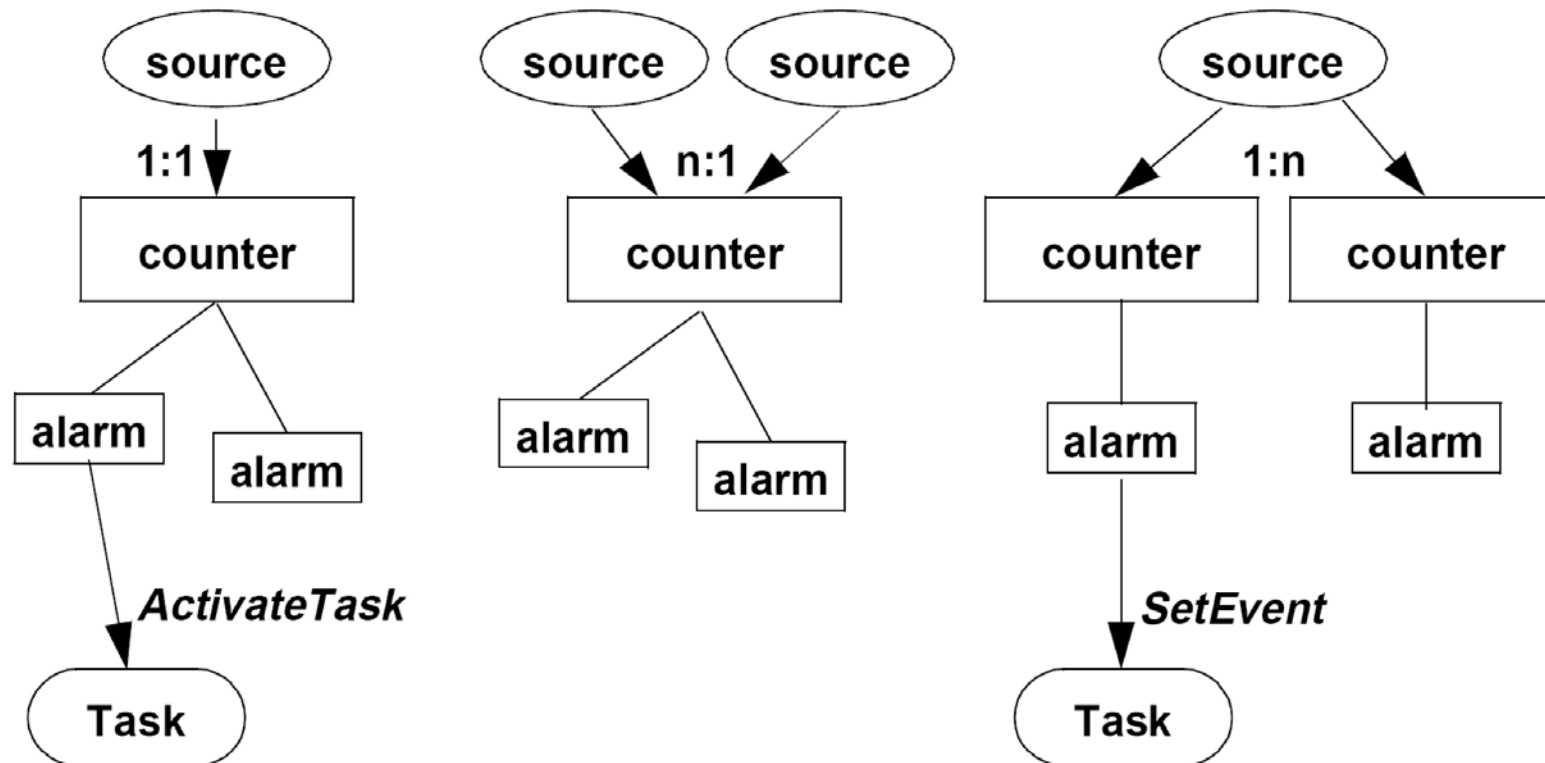 source
source
source
source
1:1
n:1
1:n
counter
counter
counter
counter
alarm
alarm
alarm
alarm
alarm
alarm
ActivateTask
SetEvent
Task
Task